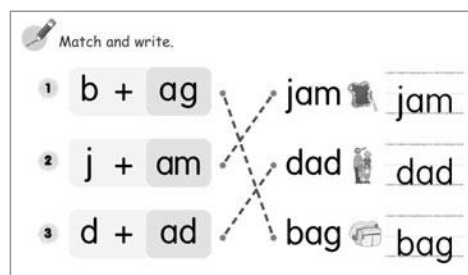 Match and write.
1 b + ag jam jam
2 j + am dad dad
3 d + ad bag bag